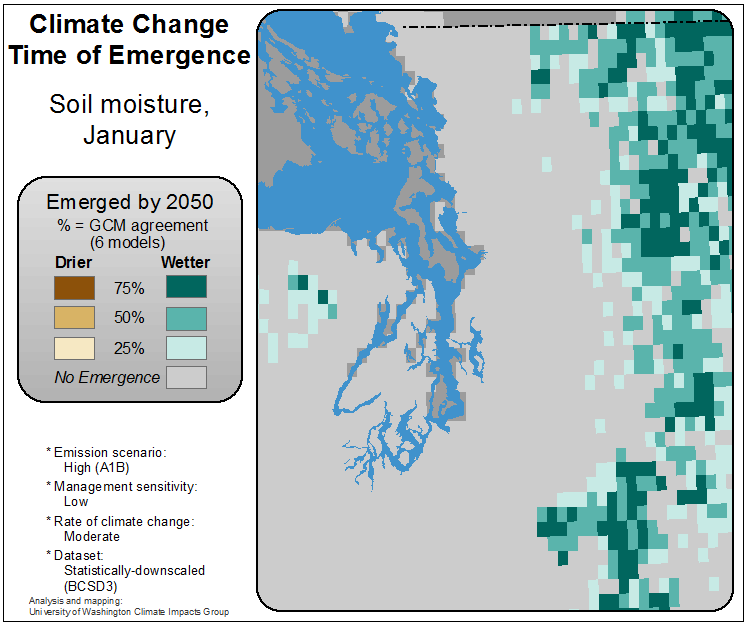 Climate Change
Time of Emergence
Soil moisture,
January
Emerged by 2050
% = GCM agreement
(6 models)
Drier Wetter
75%
50%
25%
No Emergence
* Emission scenario:
High (A1B)
* Management sensitivity:
Low
* Rate of climate change:
Moderate
* Dataset:
Statistically-downscaled
(BCSD3)
Analysis and mapping:
University of Washington Climate Impacts Group